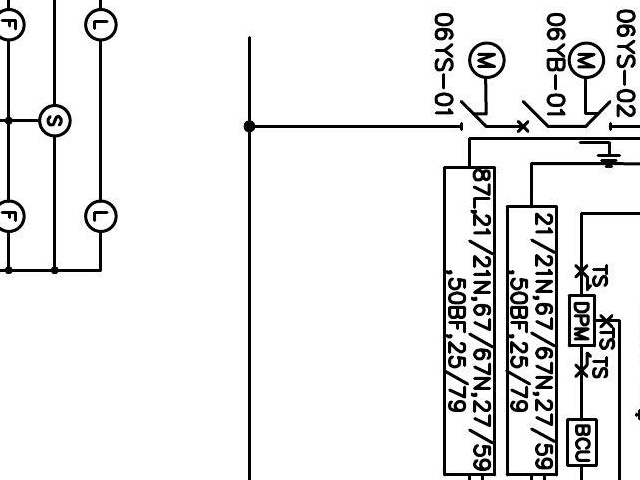 F
L
S
F
L
06YS-01
M
06YB-01
M
06YS-02
87L,21/21N,67/67N,27/59
,50BF,25/79
21/21N,67/67N,27/59
,50BF,25/79
TS
DPM
TS
TS
BCU